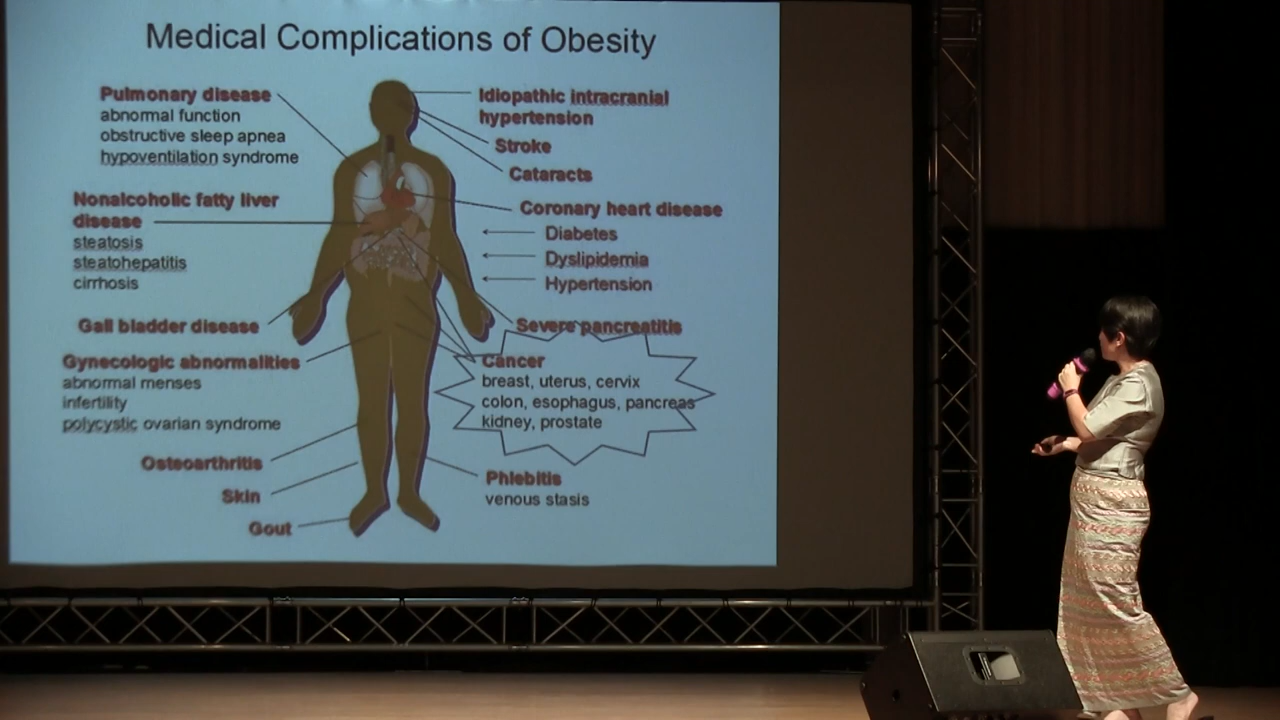 Medical Complications of Obesity
Pulmonary disease
abnormal function
obstructive sleep apnea
hypoventilation syndrome
Nonalcoholic fatty liver
disease
steatosis
steatohepatitis
cirrhosis
Gall bladder disease
Gynecologic abnormalities
abnormal menses
infertility
polycystic ovarian syndrome
Osteoarthritis
Skin
Gout
Idiopathic intracranial
hypertension
Stroke
Cataracts
Coronary heart disease
Diabetes
Dyslipidemia
Hypertension
Severe pancreatitis
Cancer
breast, uterus, cervix
colon, esophagus, pancreas
kidney, prostate
Phlebitis
venous stasis